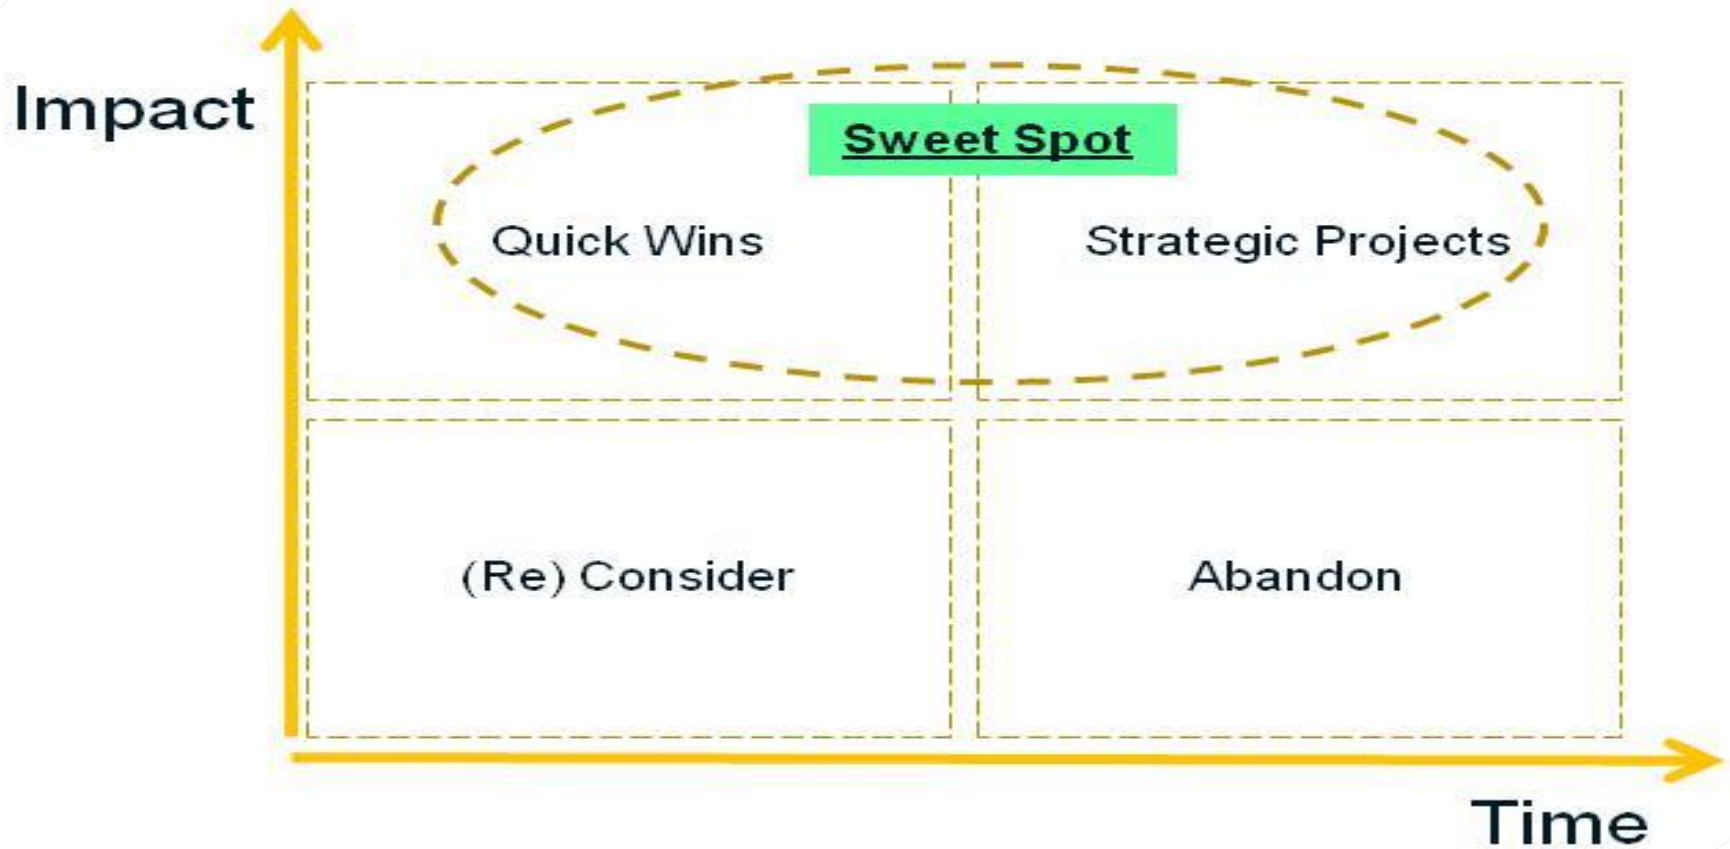 Impact
Sweet Spot
Quick Wins
Strategic Projects
(Re) Consider
Abandon
Time